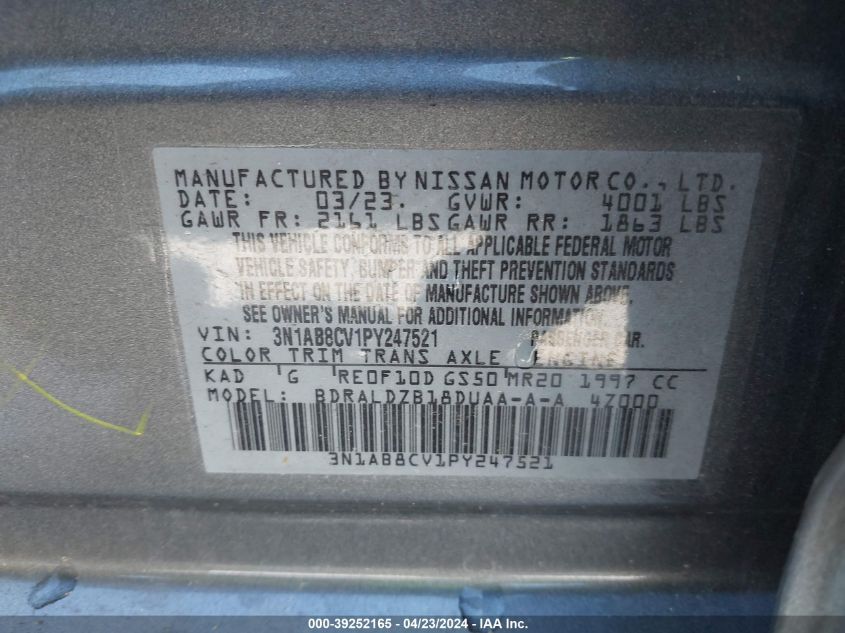 MANUFACTURED BY NISSAN MOTOR CO., LTD.
DATE: 03/23. GVWR: 4001 LBS
GAWR FR: 2161 LBS GAWR RR: 1863 LBS
THIS VEHICLE CONFORMS TO ALL APPLICABLE FEDERAL MOTOR
VEHICLE SAFETY, BUMPER AND THEFT PREVENTION STANDARDS
IN EFFECT ON THE DATE OF MANUFACTURE SHOWN ABOVE.
SEE OWNER'S MANUAL FOR ADDITIONAL INFORMATION.
VIN: 3N1AB8CV1PY247521 PASSENGER CAR.
COLOR TRIM TRANS AXLE ENGINE
KAD G RE0F10D GS50 MR20 1997 CC
MODEL: BDRALDZB18DUAA-A-A 4Z000
3N1AB8CV1PY247521
000-39252165 - 04/23/2024 - © IAA, Inc.